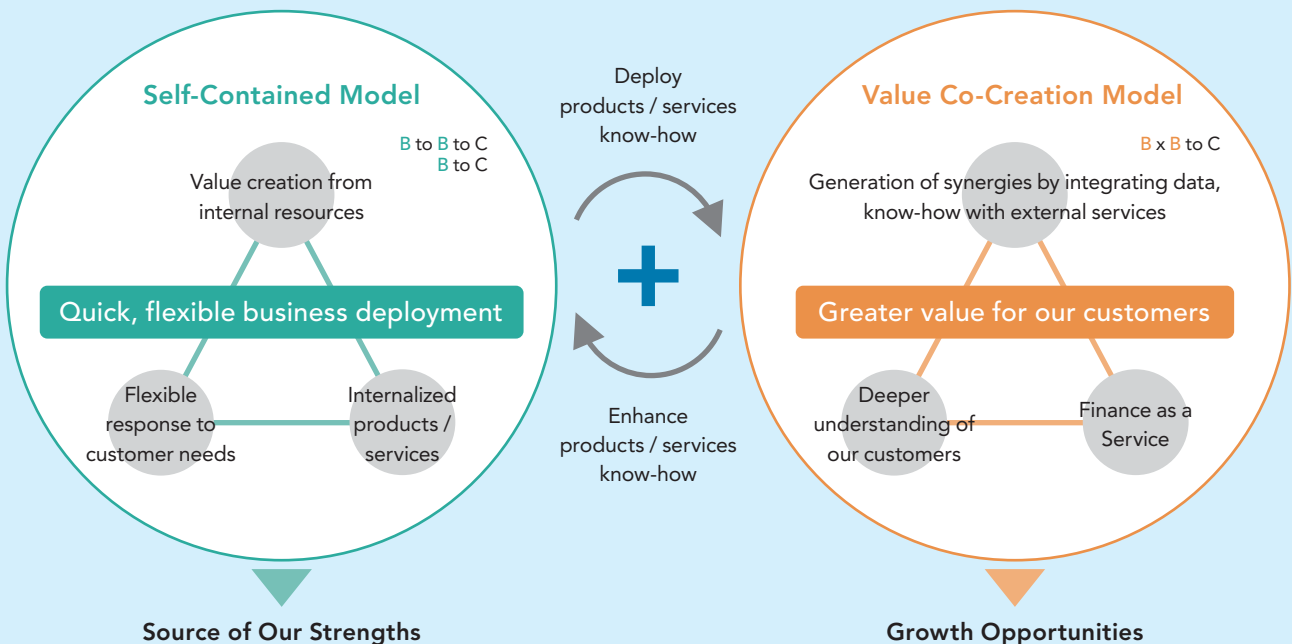 Self-Contained Model
B to B to C
B to C
Value creation from
internal resources
Quick, flexible business deployment
Flexible
response to
customer needs
Internalized
products /
services
Source of Our Strengths
Deploy
products / services
know-how
+
Enhance
products / services
know-how
Value Co-Creation Model
B x B to C
Generation of synergies by integrating data,
know-how with external services
Greater value for our customers
Deeper
understanding of
our customers
Finance as a
Service
Growth Opportunities